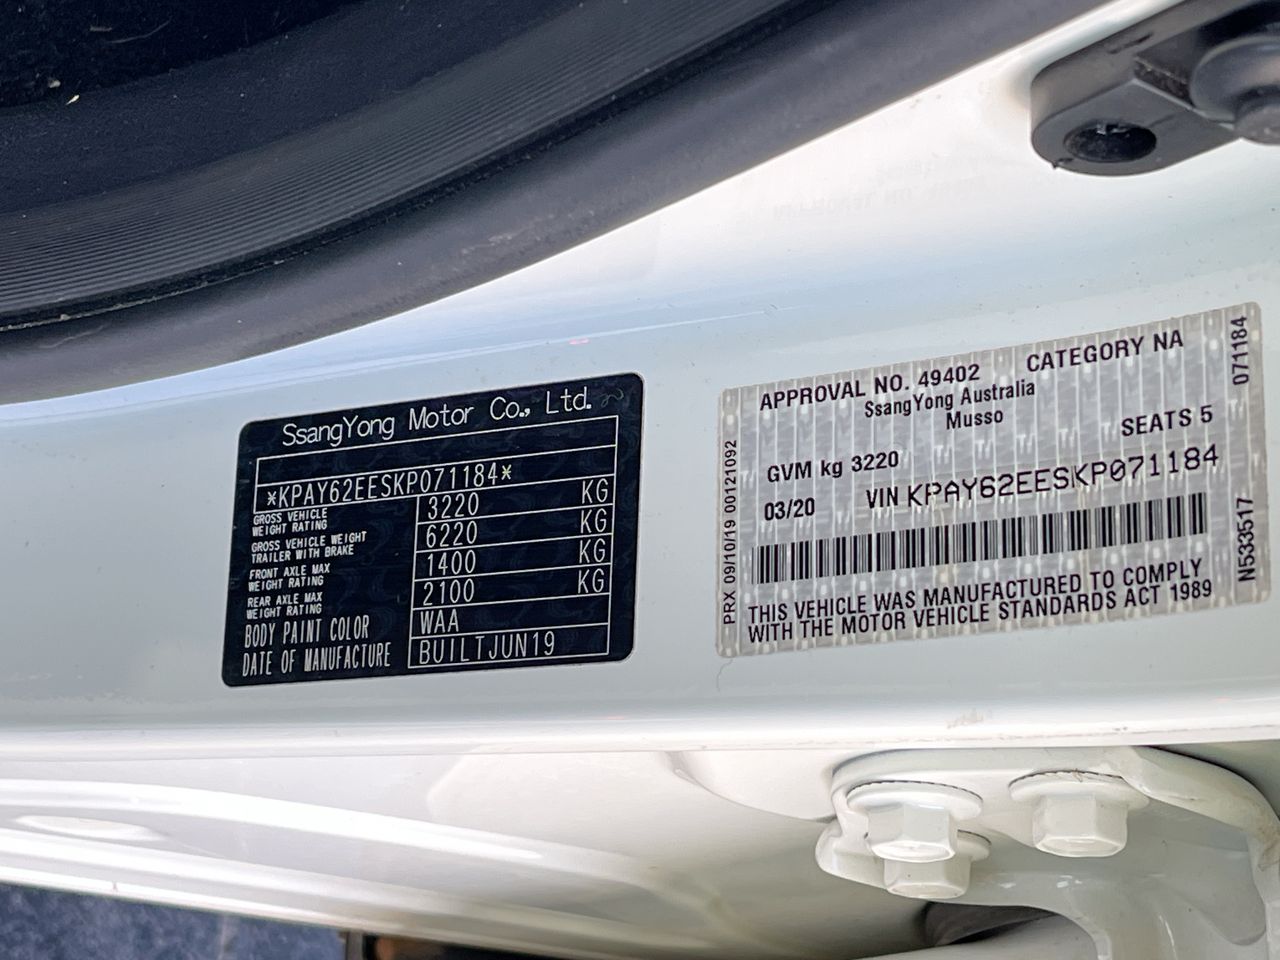 SsangYong Motor Co., Ltd.
*KPAY62EESKP071184*
GROSS VEHICLE
WEIGHT RATING
3220 KG
GROSS VEHICLE WEIGHT
TRAILER WITH BRAKE
6220 KG
FRONT AXLE MAX
WEIGHT RATING
1400 KG
REAR AXLE MAX
WEIGHT RATING
2100 KG
BODY PAINT COLOR WAA
DATE OF MANUFACTURE BUILTJUN19
APPROVAL NO. 49402 CATEGORY NA
SsangYong Australia
Musso
SEATS 5
GVM kg 3220
03/20 VIN KPAY62EESKP071184
THIS VEHICLE WAS MANUFACTURED TO COMPLY
WITH THE MOTOR VEHICLE STANDARDS ACT 1989
PRX 09/10/19 00121092
N533517 071184